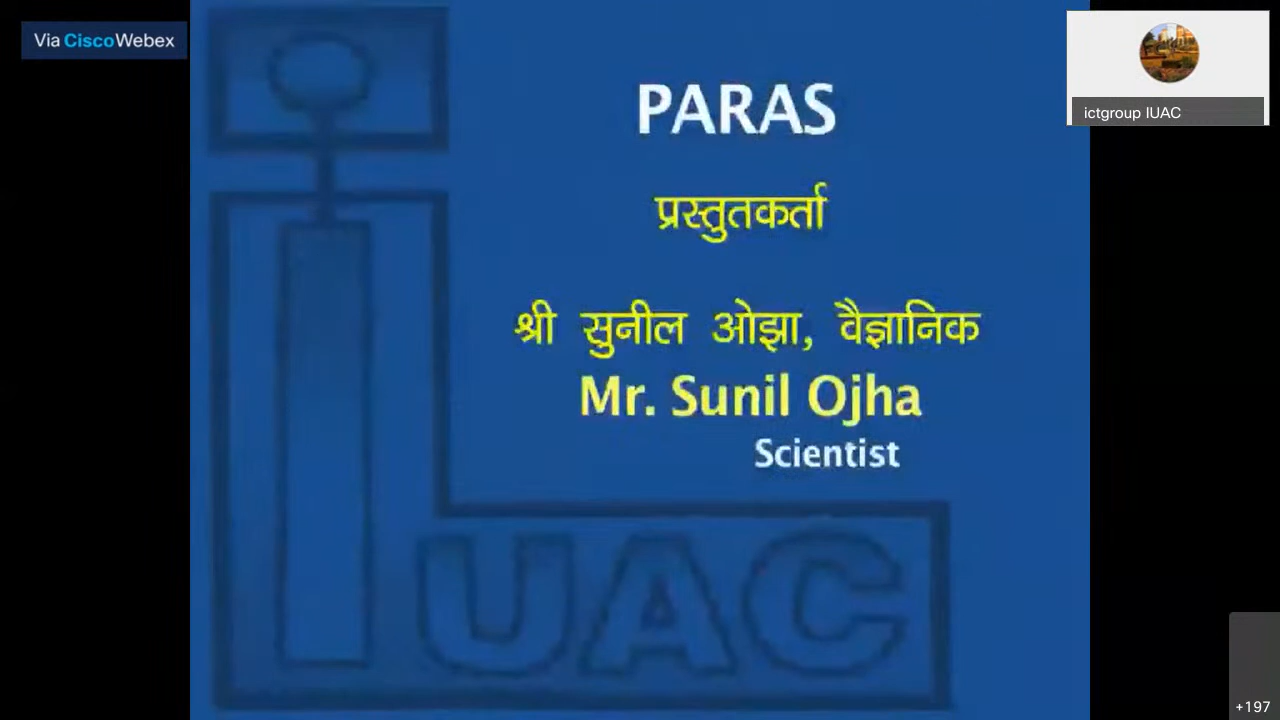 Via CiscoWebex
PARAS
ictgroup IUAC
प्रस्तुतकर्ता
श्री सुनील ओझा, वैज्ञानिक
Mr. Sunil Ojha
Scientist
iUAC
+197